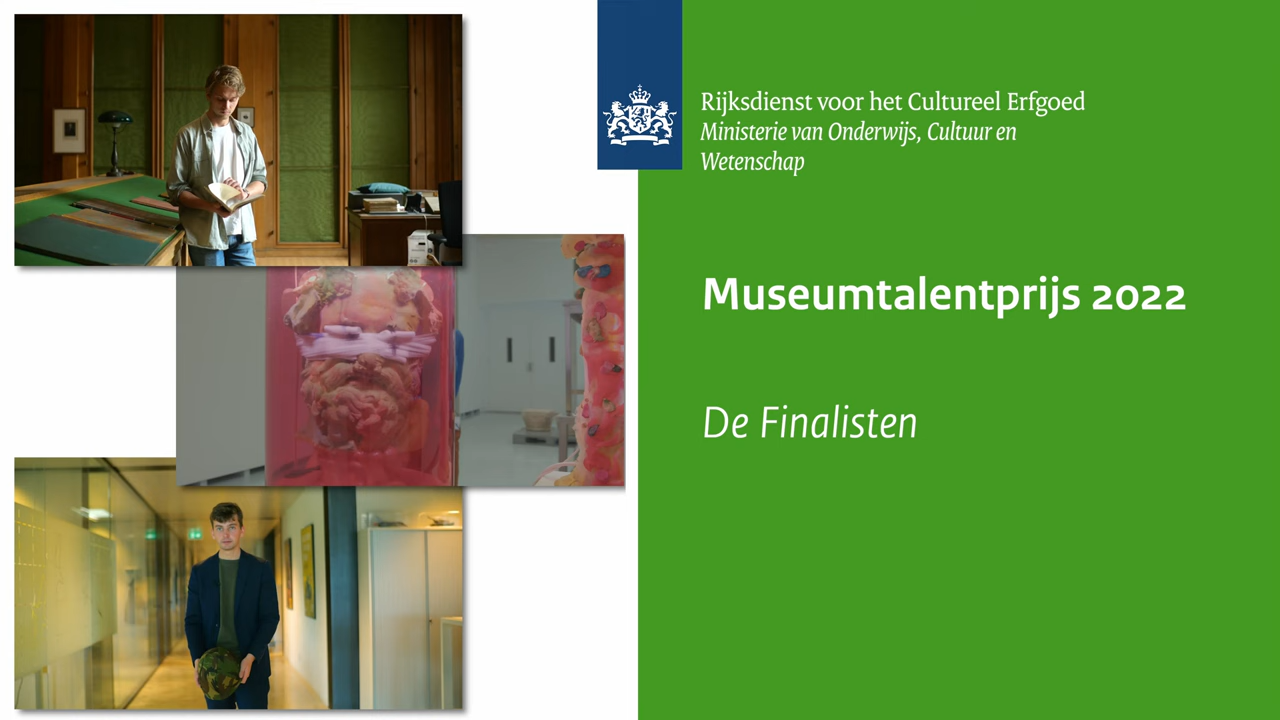 Rijksdienst voor het Cultureel Erfgoed
Ministerie van Onderwijs, Cultuur en
Wetenschap
Museumtalentprijs 2022
De Finalisten